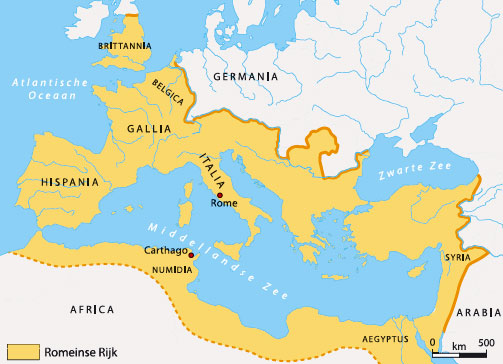 BRITTANNIA
Atlantische
Oceaan
GERMANIA
BELGICA
GALLIA
ITALIA
Zwarte Zee
HISPANIA
Rome
Middellandse Zee
Carthago
NUMIDIA
SYRIA
AFRICA
ARABIA
AEGYPTUS
0 km 500
Romeinse Rijk